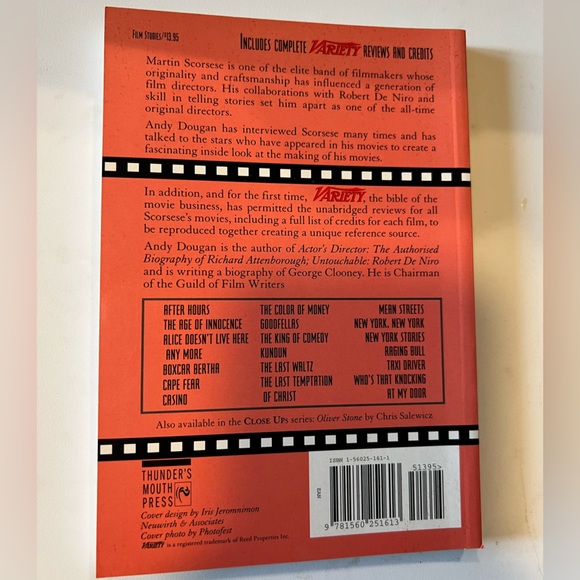 Film Studies/$13.95
Includes Complete VARIETY Reviews and Credits
Martin Scorsese is one of the elite band of filmmakers whose
originality and craftsmanship has influenced a generation of
film directors. His collaborations with Robert De Niro and
skill in telling stories set him apart as one of the all-time
original directors.
Andy Dougan has interviewed Scorsese many times and has
talked to the stars who have appeared in his movies to create a
fascinating inside look at the making of his movies.
In addition, and for the first time, VARIETY, the bible of the
movie business, has permitted the unabridged reviews for all
Scorsese's movies, including a full list of credits for each film,
to be reproduced together creating a unique reference source.
Andy Dougan is the author of Actor's Director: The Authorised
Biography of Richard Attenborough; Untouchable: Robert De Niro
and is writing a biography of George Clooney. He is Chairman
of the Guild of Film Writers
AFTER HOURS
THE AGE OF INNOCENCE
ALICE DOESN'T LIVE HERE
ANY MORE
BOXCAR BERTHA
CAPE FEAR
CASINO
THE COLOR OF MONEY
GOODFELLAS
THE KING OF COMEDY
KUNDUN
THE LAST WALTZ
THE LAST TEMPTATION
OF CHRIST
MEAN STREETS
NEW YORK, NEW YORK
NEW YORK STORIES
RAGING BULL
TAXI DRIVER
WHO'S THAT KNOCKING
AT MY DOOR
Also available in the Close Ups series: Oliver Stone by Chris Salewicz
THUNDER'S
MOUTH
PRESS
Cover design by Iris Jeromnimon
Neuwirth & Associates
Cover photo by Photofest
VARIETY is a registered trademark of Reed Properties Inc.
ISBN 1-56025-161-1
51395>
EAN
9 781560 251613